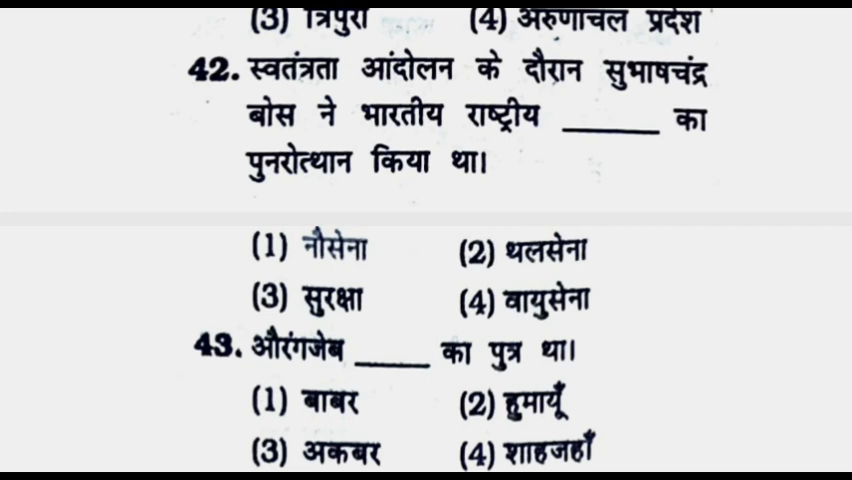 (3) त्रिपुरा (4) अरुणाचल प्रदेश
42. स्वतंत्रता आंदोलन के दौरान सुभाषचंद्र
बोस ने भारतीय राष्ट्रीय ______ का
पुनरोत्थान किया था।
(1) नौसेना (2) थलसेना
(3) सुरक्षा (4) वायुसेना
43. औरंगजेब _____ का पुत्र था।
(1) बाबर (2) हुमायूँ
(3) अकबर (4) शाहजहाँ